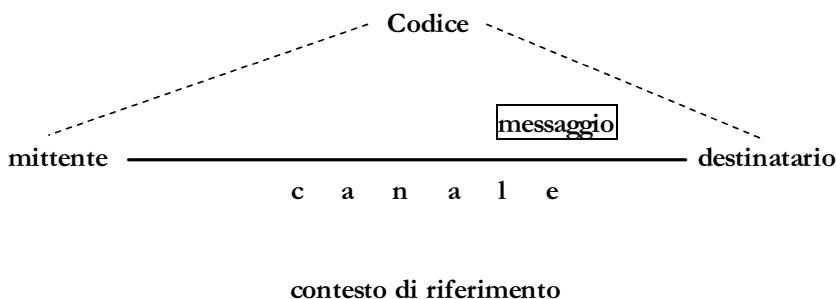 Codice
messaggio
mittente destinatario
c a n a l e
contesto di riferimento